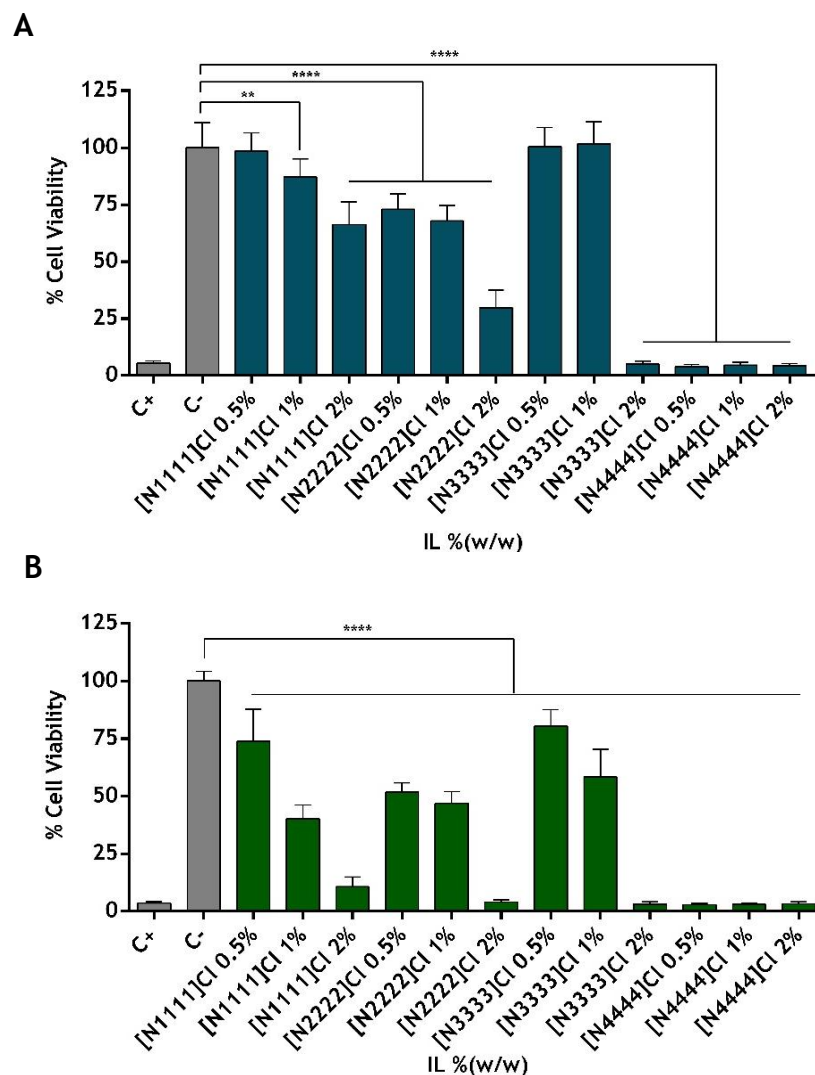 A
****
****
**
125
100
75
50
25
0
% Cell Viability
C+
C-
[N1111]Cl 0.5%
[N1111]Cl 1%
[N1111]Cl 2%
[N2222]Cl 0.5%
[N2222]Cl 1%
[N2222]Cl 2%
[N3333]Cl 0.5%
[N3333]Cl 1%
[N3333]Cl 2%
[N4444]Cl 0.5%
[N4444]Cl 1%
[N4444]Cl 2%
IL %(w/w)
B
****
125
100
75
50
25
0
% Cell Viability
C+
C-
[N1111]Cl 0.5%
[N1111]Cl 1%
[N1111]Cl 2%
[N2222]Cl 0.5%
[N2222]Cl 1%
[N2222]Cl 2%
[N3333]Cl 0.5%
[N3333]Cl 1%
[N3333]Cl 2%
[N4444]Cl 0.5%
[N4444]Cl 1%
[N4444]Cl 2%
IL %(w/w)